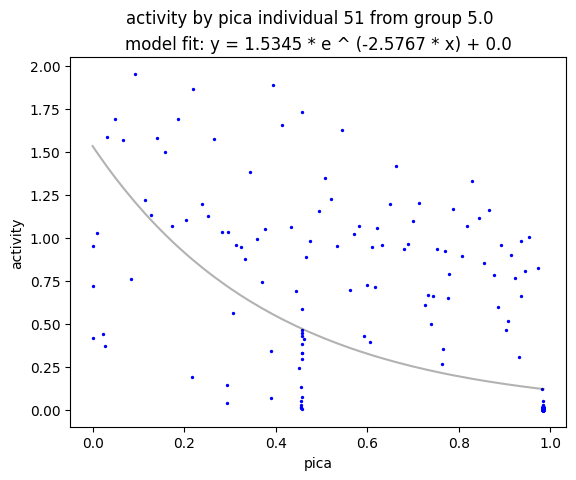 activity by pica individual 51 from group 5.0
model fit: y = 1.5345 * e ^ (-2.5767 * x) + 0.0
2.00
1.75
1.50
1.25
1.00
0.75
0.50
0.25
0.00
activity
0.0 0.2 0.4 0.6 0.8 1.0
pica